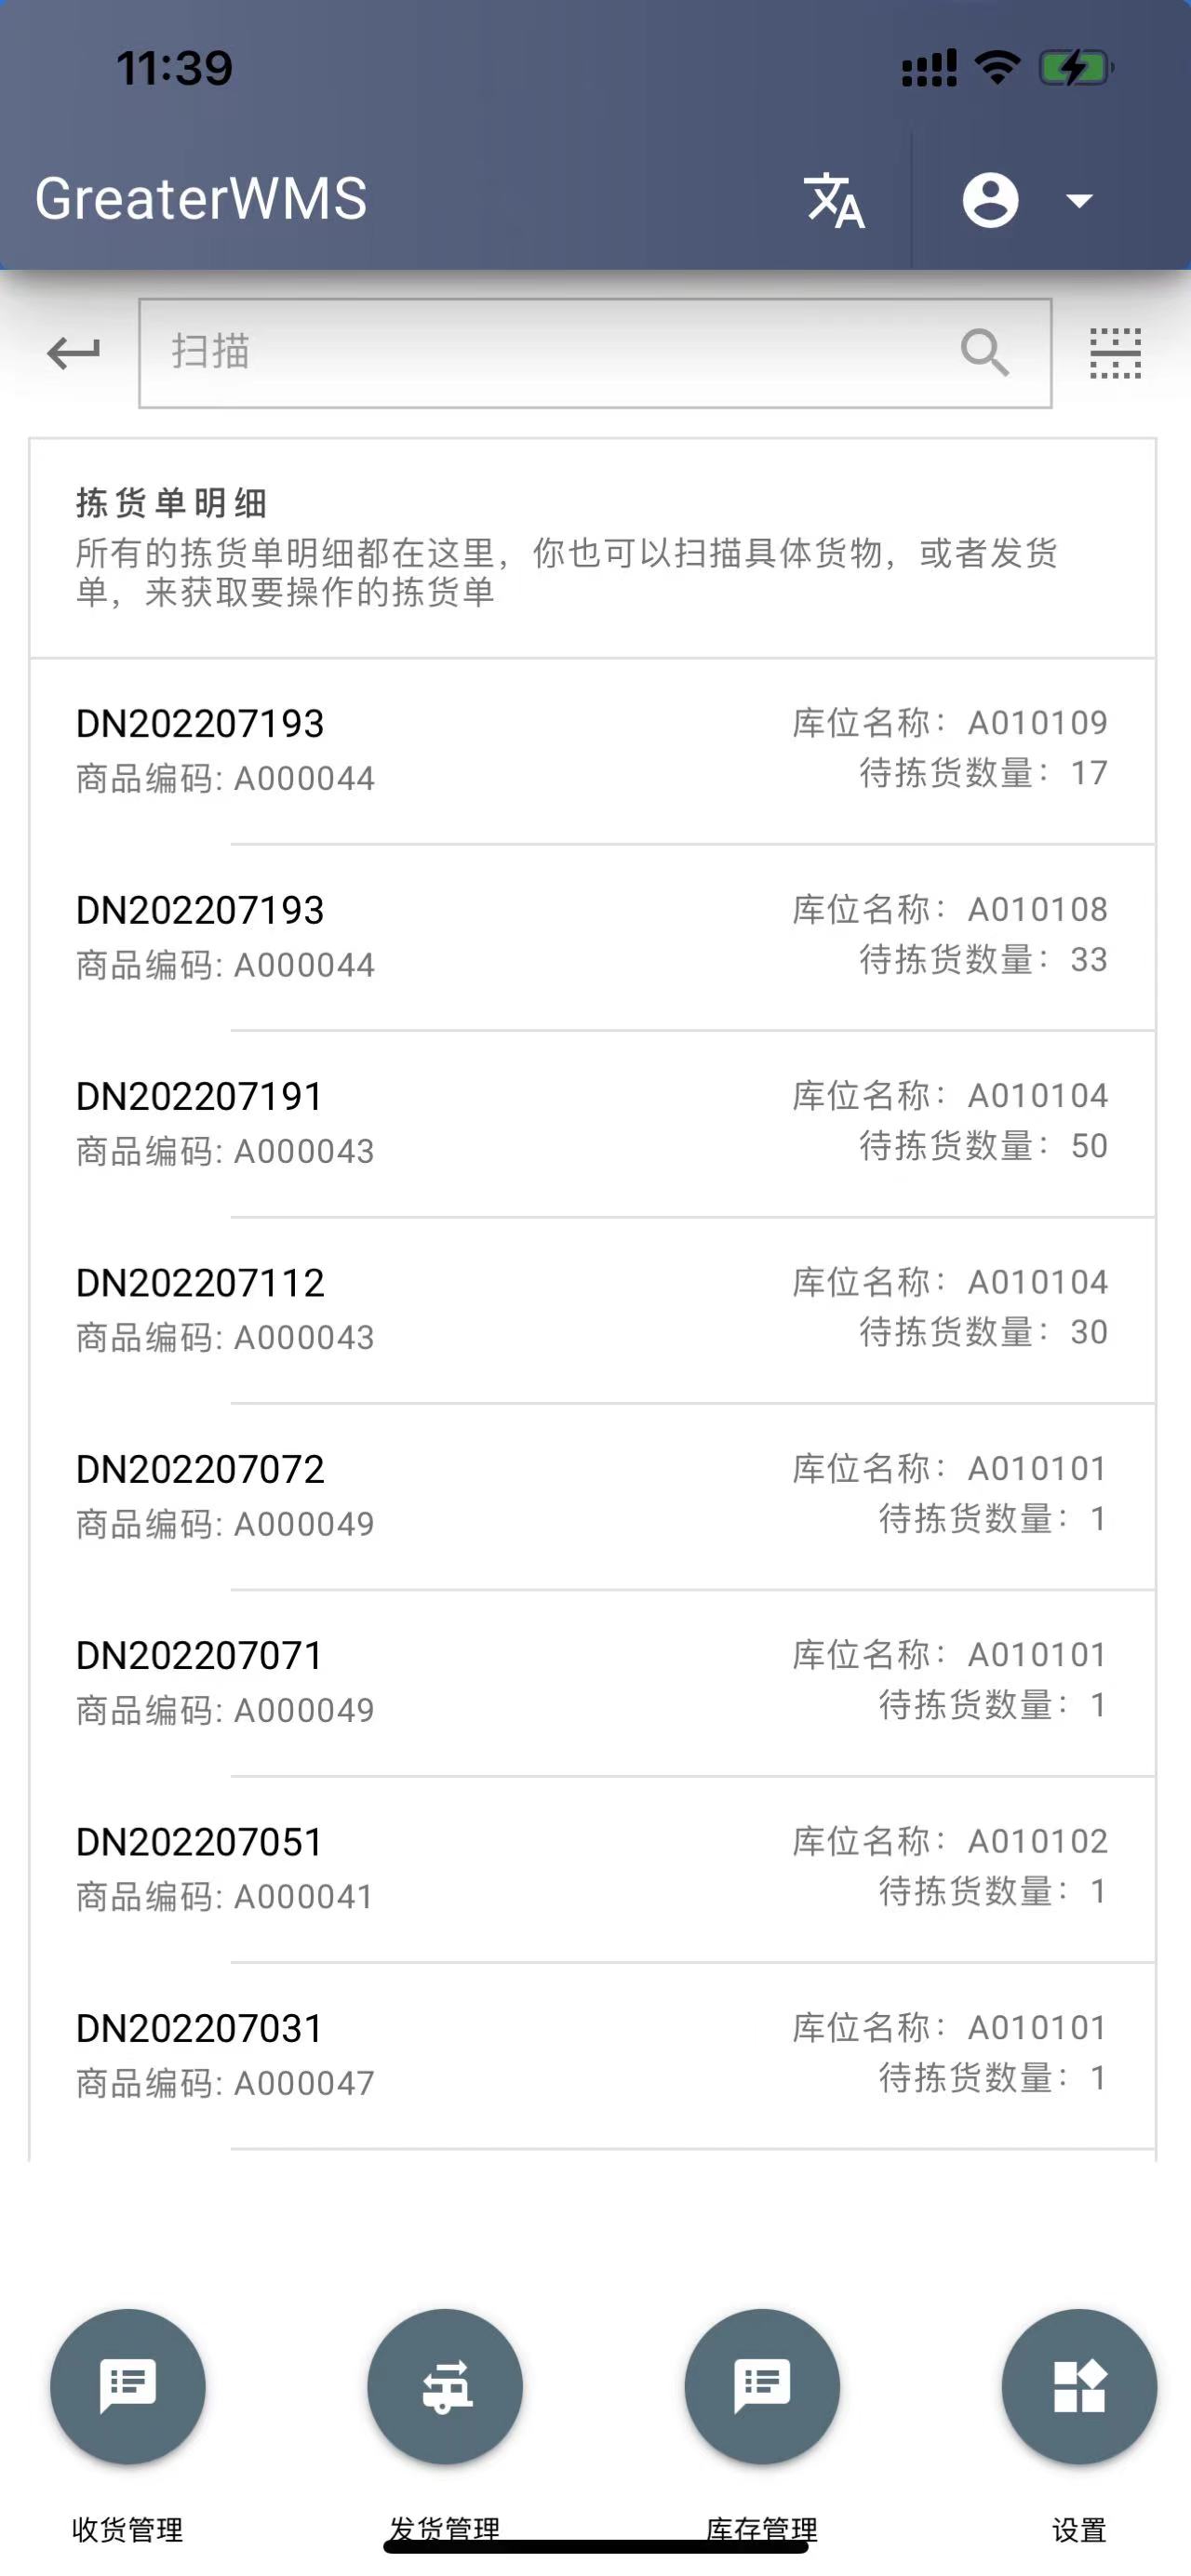 11:39
GreaterWMS
扫描
拣货单明细
所有的拣货单明细都在这里，你也可以扫描具体货物，或者发货
单，来获取要操作的拣货单
DN202207193
商品编码: A000044
库位名称：A010109
待拣货数量：17
DN202207193
商品编码: A000044
库位名称：A010108
待拣货数量：33
DN202207191
商品编码: A000043
库位名称：A010104
待拣货数量：50
DN202207112
商品编码: A000043
库位名称：A010104
待拣货数量：30
DN202207072
商品编码: A000049
库位名称：A010101
待拣货数量：1
DN202207071
商品编码: A000049
库位名称：A010101
待拣货数量：1
DN202207051
商品编码: A000041
库位名称：A010102
待拣货数量：1
DN202207031
商品编码: A000047
库位名称：A010101
待拣货数量：1
收货管理
发货管理
库存管理
设置